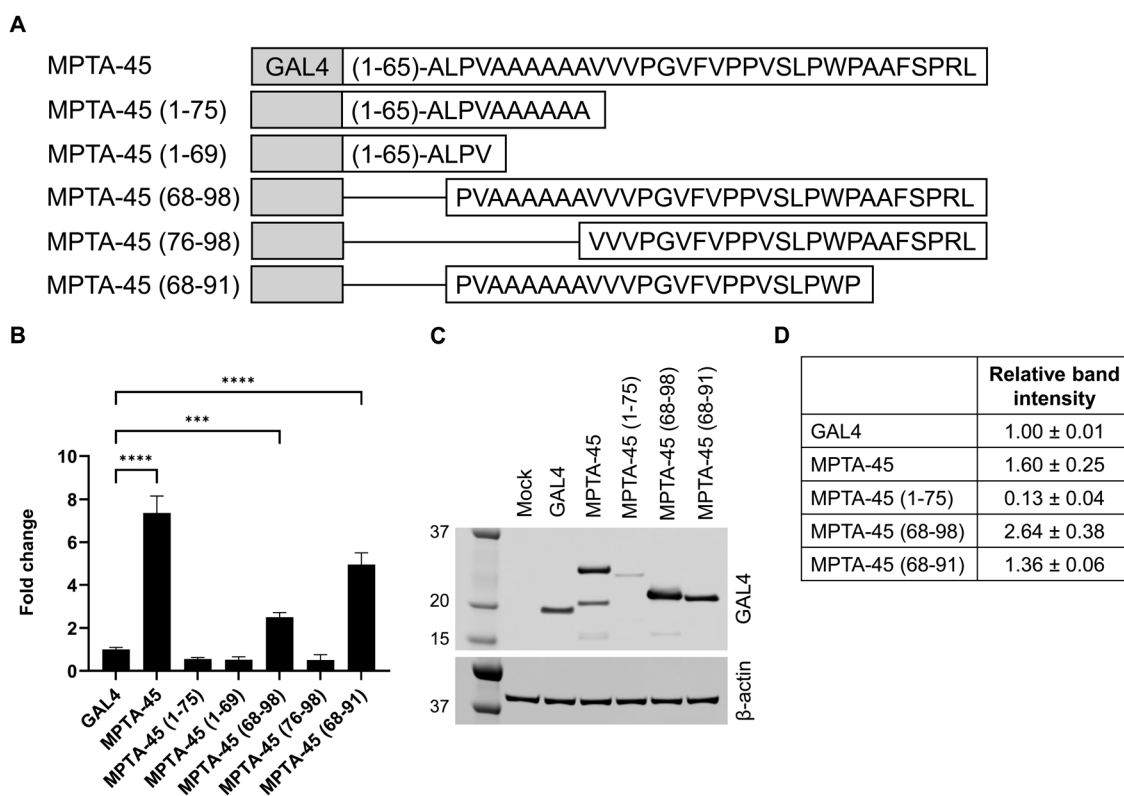 A
MPTA-45
GAL4
(1-65)-ALPVAAAAAAVVVPGVFVPPVSLPWPAAFSPRL
MPTA-45 (1-75)
(1-65)-ALPVAAAAAA
MPTA-45 (1-69)
(1-65)-ALPV
MPTA-45 (68-98)
PVAAAAAAVVVPGVFVPPVSLPWPAAFSPRL
MPTA-45 (76-98)
VVVPGVFVPPVSLPWPAAFSPRL
MPTA-45 (68-91)
PVAAAAAAVVVPGVFVPPVSLPWP
B
****
***
****
Fold change
10
8
6
4
2
0
GAL4
MPTA-45
MPTA-45 (1-75)
MPTA-45 (1-69)
MPTA-45 (68-98)
MPTA-45 (76-98)
MPTA-45 (68-91)
C
Mock
GAL4
MPTA-45
MPTA-45 (1-75)
MPTA-45 (68-98)
MPTA-45 (68-91)
37
20
15
GAL4
37
β-actin
D
Relative band
intensity
GAL4 1.00 ± 0.01
MPTA-45 1.60 ± 0.25
MPTA-45 (1-75) 0.13 ± 0.04
MPTA-45 (68-98) 2.64 ± 0.38
MPTA-45 (68-91) 1.36 ± 0.06